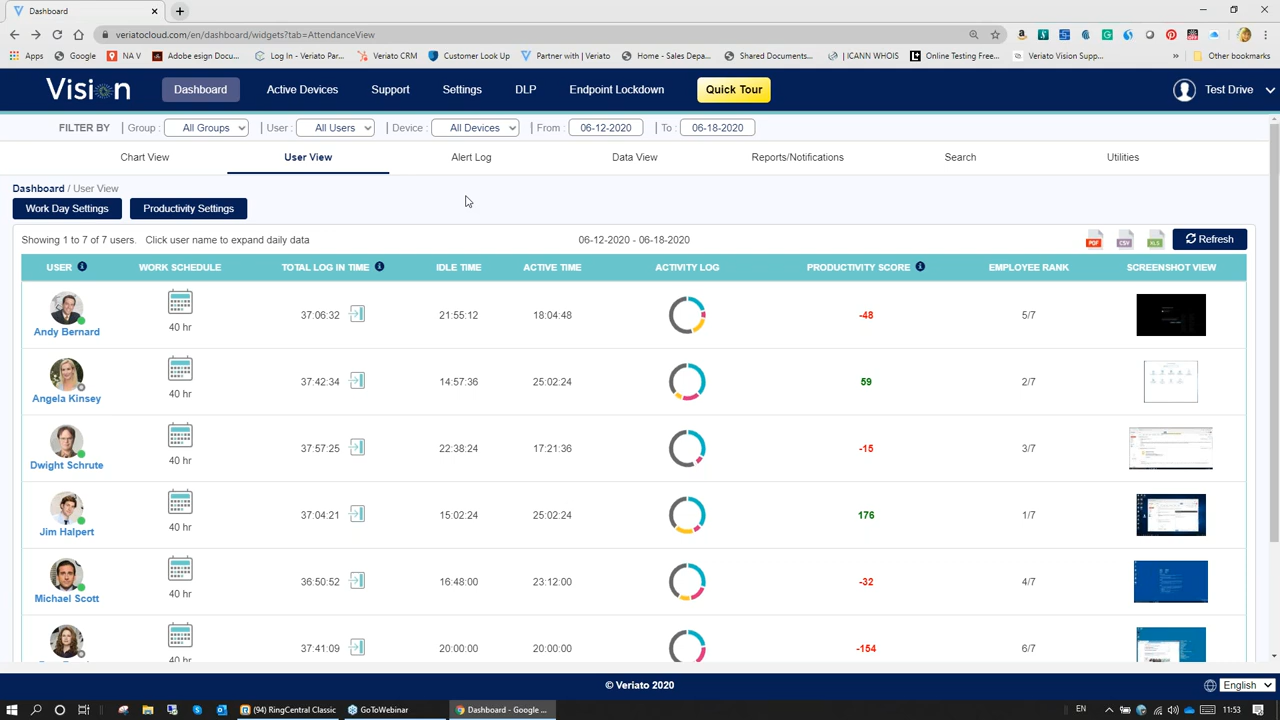 Dashboard
veriatocloud.com/en/dashboard/widgets?tab=AttendanceView
Apps Google NA V Adobe esign Docu... Log In - Veriato Par... Veriato CRM Customer Look Up Partner with | Veriato Home - Sales Depa... Shared Documents... (1) ICANN WHOIS Online Testing Free... Veriato Vision Supp... » Other bookmarks
Vision Dashboard Active Devices Support Settings DLP Endpoint Lockdown Quick Tour Test Drive
FILTER BY | Group : All Groups | User : All Users | Device : All Devices | From : 06-12-2020 | To : 06-18-2020
Chart View User View Alert Log Data View Reports/Notifications Search Utilities
Dashboard / User View
Work Day Settings Productivity Settings
Showing 1 to 7 of 7 users. Click user name to expand daily data 06-12-2020 - 06-18-2020 PDF CSV XLS Refresh
USER WORK SCHEDULE TOTAL LOG IN TIME IDLE TIME ACTIVE TIME ACTIVITY LOG PRODUCTIVITY SCORE EMPLOYEE RANK SCREENSHOT VIEW
Andy Bernard 40 hr 37:06:32 21:55:12 18:04:48 -48 5/7
Angela Kinsey 40 hr 37:42:34 14:57:36 25:02:24 59 2/7
Dwight Schrute 40 hr 37:57:25 22:38:24 17:21:36 -15 3/7
Jim Halpert 40 hr 37:04:21 15:02:24 25:02:24 176 1/7
Michael Scott 40 hr 36:50:52 16:48:00 23:12:00 -32 4/7
40 hr 37:41:09 20:00:00 20:00:00 -154 6/7
© Veriato 2020 English
(94) RingCentral Classic GoToWebinar Dashboard - Google ... EN 11:53